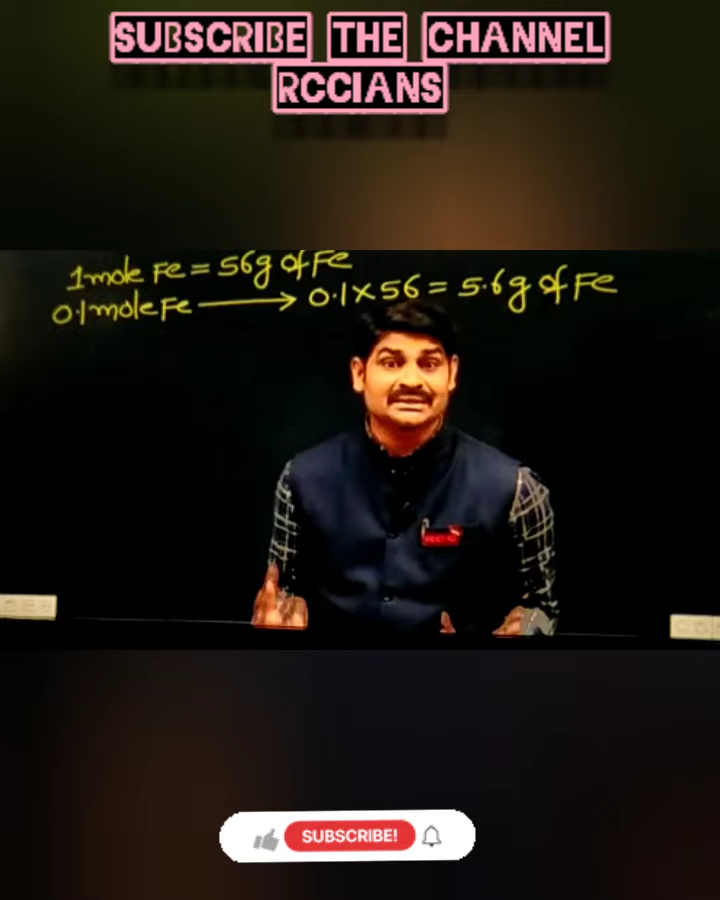 SUBSCRIBE THE CHANNEL
RCCIANS
1mole Fe = 56g of Fe
0.1mole Fe → 0.1×56 = 5.6g of Fe
SUBSCRIBE!